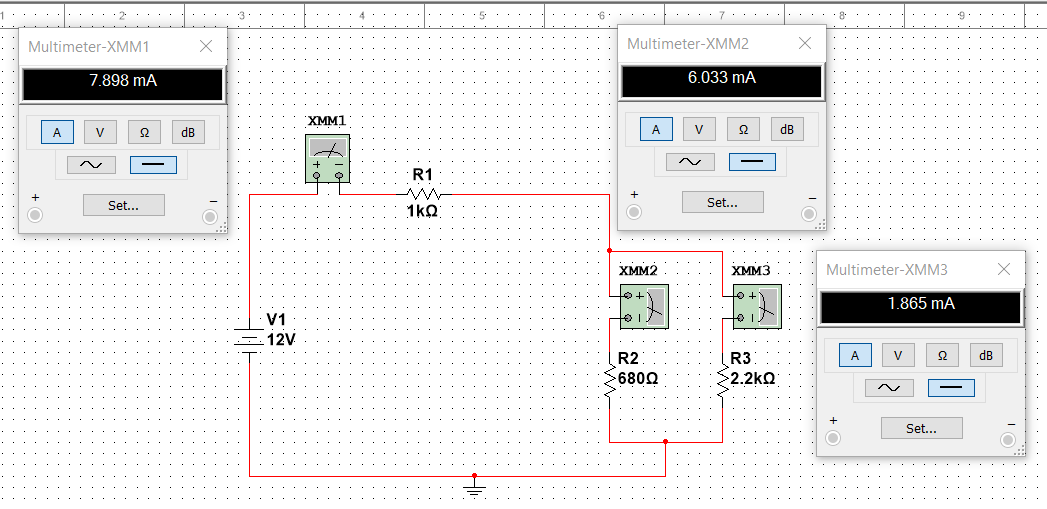 1 2 3 4 5 6 7 8 9
Multimeter-XMM1
7.898 mA
A V Ω dB
Set...
+ −
Multimeter-XMM2
6.033 mA
A V Ω dB
Set...
+ −
XMM1
+ −
R1
1kΩ
XMM2
+
XMM3
+
Multimeter-XMM3
1.865 mA
A V Ω dB
Set...
+ −
V1
12V
R2
680Ω
R3
2.2kΩ